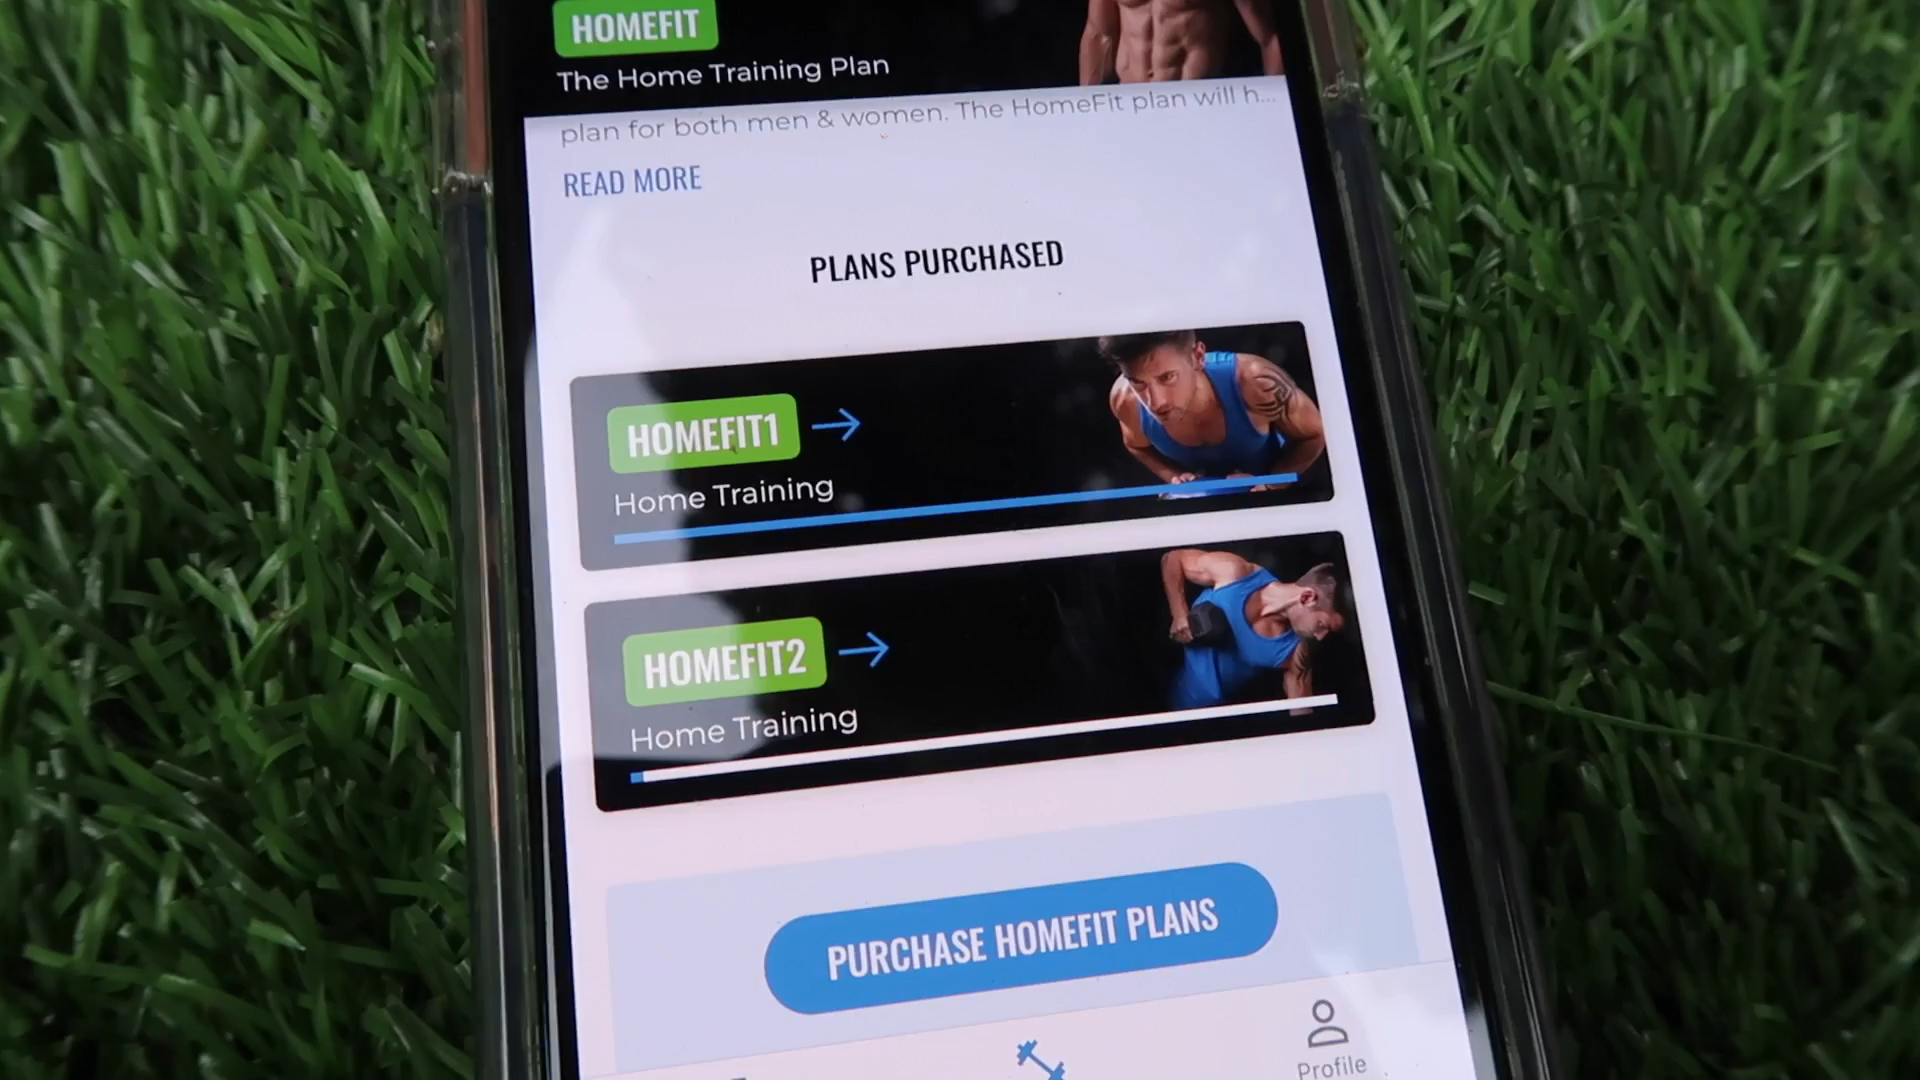 HOMEFIT
The Home Training Plan
plan for both men & women. The HomeFit plan will h...
READ MORE
PLANS PURCHASED
HOMEFIT1
Home Training
HOMEFIT2
Home Training
PURCHASE HOMEFIT PLANS
Profile